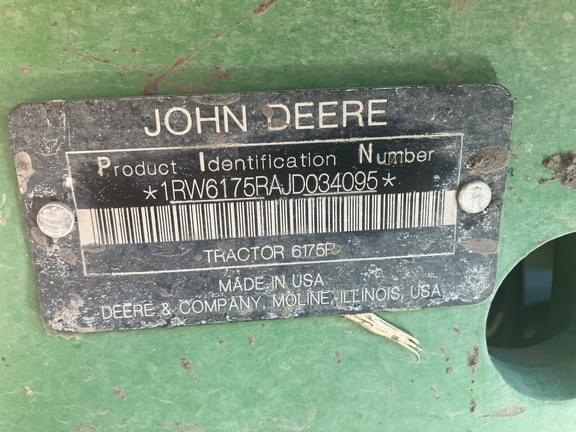 JOHN DEERE
Product Identification Number
*1RW6175RAJD034095*
TRACTOR 6175R
MADE IN USA
DEERE & COMPANY, MOLINE, ILLINOIS, USA